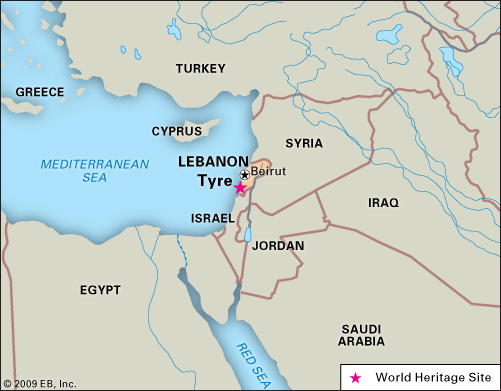 TURKEY
GREECE
CYPRUS
SYRIA
MEDITERRANEAN
SEA
LEBANON
Beirut
Tyre
IRAQ
ISRAEL
JORDAN
EGYPT
SAUDI
ARABIA
RED SEA
© 2009 EB, Inc.
World Heritage Site